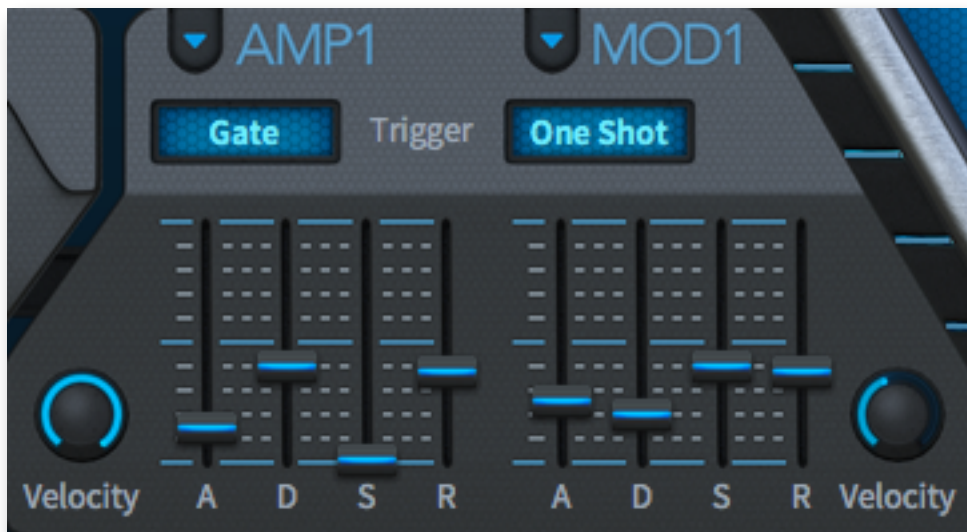 AMP1 MOD1
Gate Trigger One Shot
Velocity A D S R A D S R Velocity